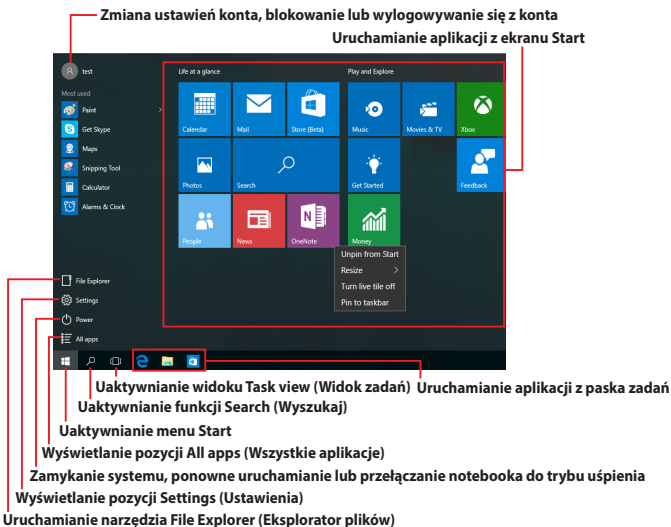 Zmiana ustawień konta, blokowanie lub wylogowywanie się z konta
Uruchamianie aplikacji z ekranu Start
test
Most used
Paint
Get Skype
Maps
Snipping Tool
Calculator
Alarms & Clock
File Explorer
Settings
Power
All apps
Life at a glance
Play and Explore
Calendar
Mail
Store (Beta)
Music
Movies & TV
Xbox
Photos
Search
Get Started
Feedback
People
News
OneNote
Money
Unpin from Start
Resize
Turn live tile off
Pin to taskbar
Uaktywnianie widoku Task view (Widok zadań)
Uruchamianie aplikacji z paska zadań
Uaktywnianie funkcji Search (Wyszukaj)
Uaktywnianie menu Start
Wyświetlanie pozycji All apps (Wszystkie aplikacje)
Zamykanie systemu, ponowne uruchamianie lub przełączanie notebooka do trybu uśpienia
Wyświetlanie pozycji Settings (Ustawienia)
Uruchamianie narzędzia File Explorer (Eksplorator plików)